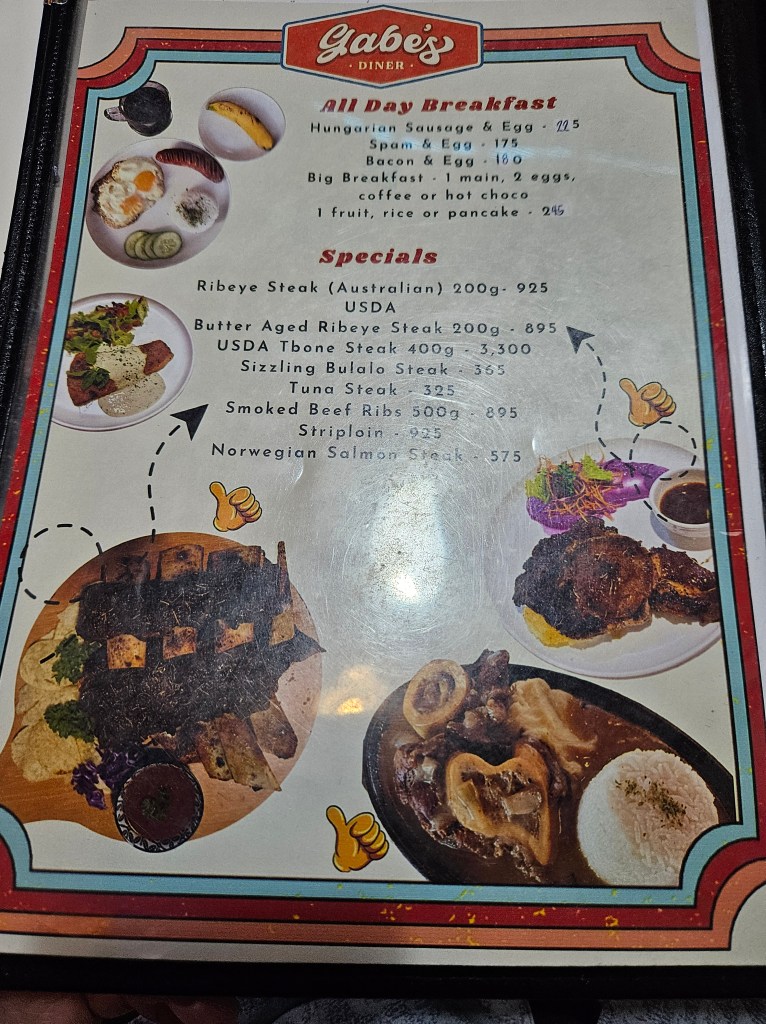 Gabe's
· DINER ·
All Day Breakfast
Hungarian Sausage & Egg - 225
Spam & Egg - 175
Bacon & Egg - 180
Big Breakfast - 1 main, 2 eggs,
coffee or hot choco
1 fruit, rice or pancake - 295
Specials
Ribeye Steak (Australian) 200g- 925
USDA
Butter Aged Ribeye Steak 200g - 895
USDA Tbone Steak 400g - 3,300
Sizzling Bulalo Steak - 365
Tuna Steak - 325
Smoked Beef Ribs 500g - 895
Striploin - 925
Norwegian Salmon Steak - 575